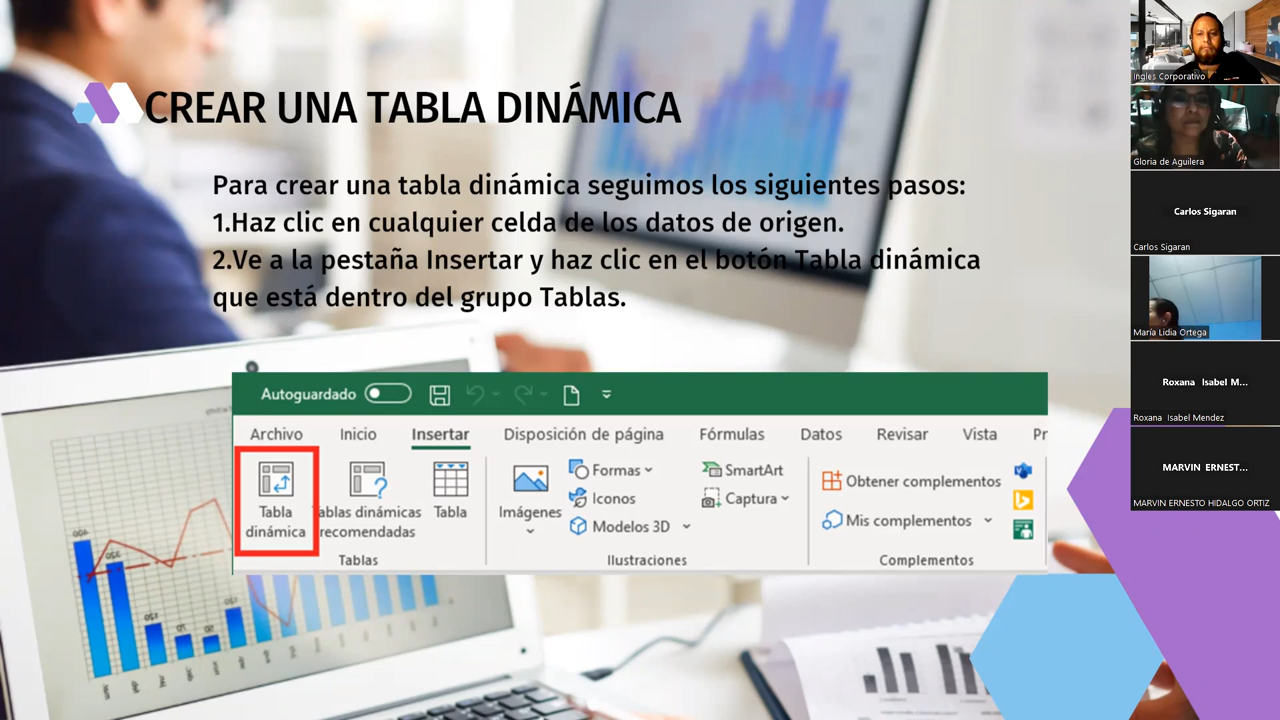 CREAR UNA TABLA DINÁMICA
Para crear una tabla dinámica seguimos los siguientes pasos:
1.Haz clic en cualquier celda de los datos de origen.
2.Ve a la pestaña Insertar y haz clic en el botón Tabla dinámica
que está dentro del grupo Tablas.
Autoguardado
Archivo Inicio Insertar Disposición de página Fórmulas Datos Revisar Vista Pr
Tabla
dinámica
ablas dinámicas
recomendadas
Tabla
Tablas
Imágenes
Formas
Iconos
Modelos 3D
SmartArt
Captura
Ilustraciones
Obtener complementos
Mis complementos
Complementos
Ingles Corporativo
Gloria de Aguilera
Carlos Sigaran
Carlos Sigaran
María Lidia Ortega
Roxana Isabel M...
Roxana Isabel Mendez
MARVIN ERNEST...
MARVIN ERNESTO HIDALGO ORTIZ